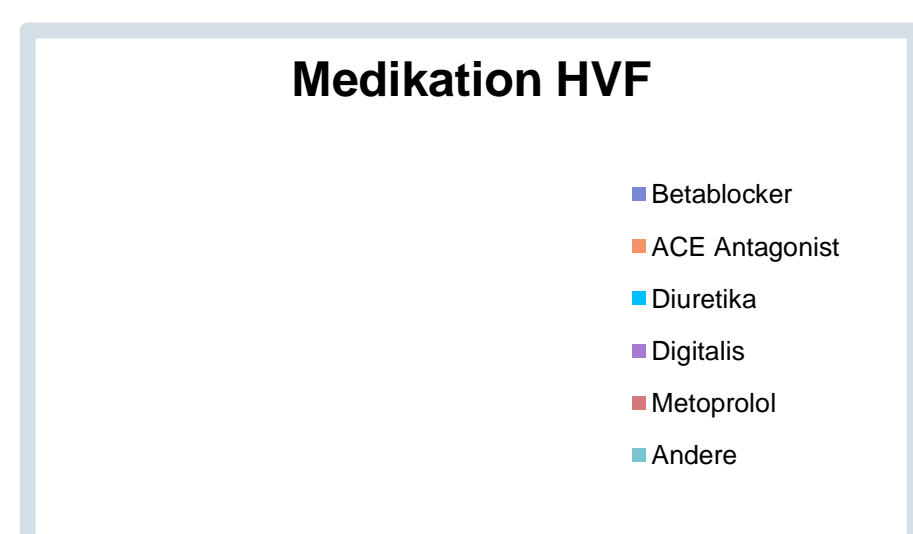 Medikation HVF
Betablocker
ACE Antagonist
Diuretika
Digitalis
Metoprolol
Andere